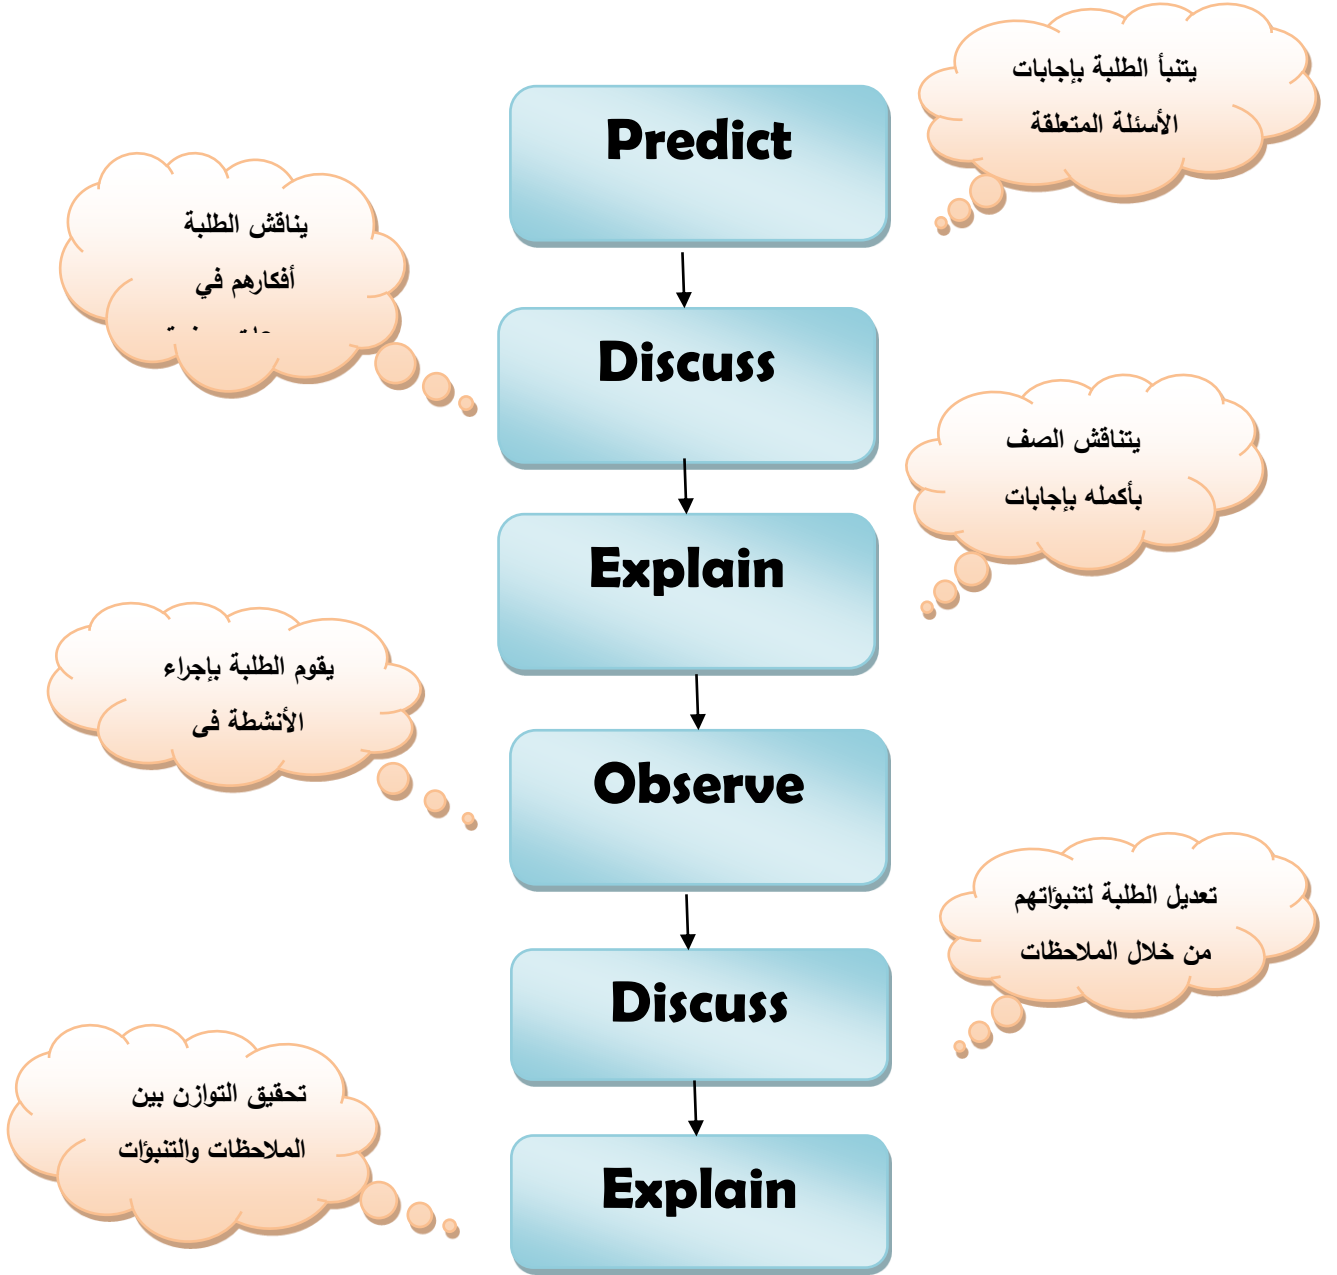 Predict
يتنبأ الطلبة بإجابات
الأسئلة المتعلقة
Discuss
يناقش الطلبة
أفكارهم في
Explain
يتناقش الصف
بأكمله بإجابات
Observe
يقوم الطلبة بإجراء
الأنشطة في
Discuss
تعديل الطلبة لتنبؤاتهم
من خلال الملاحظات
Explain
تحقيق التوازن بين
الملاحظات والتنبؤات